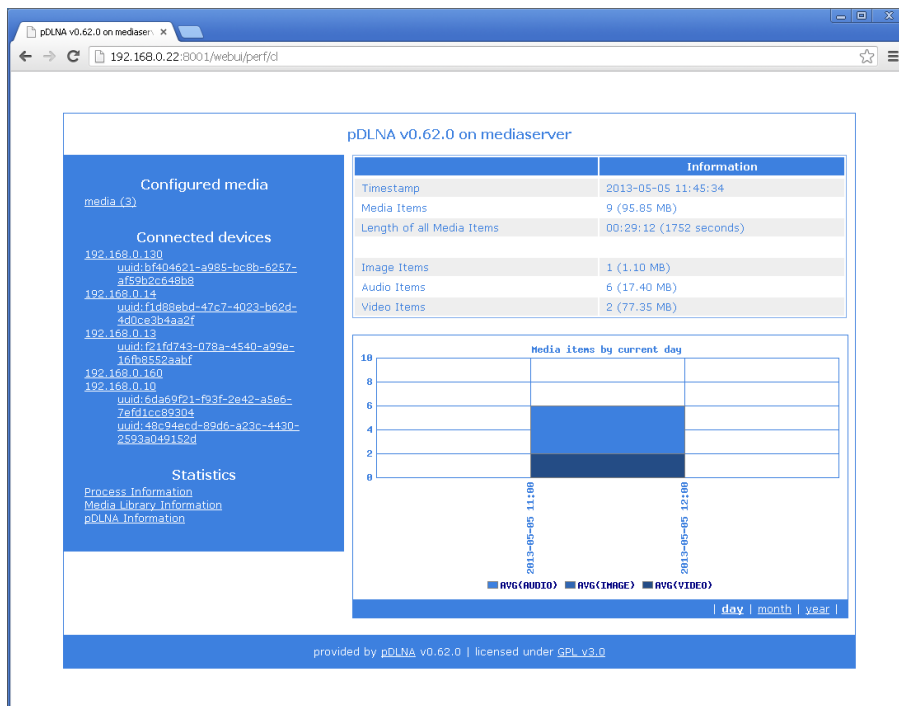 pDLNA v0.62.0 on mediaserv
192.168.0.22:8001/webui/perf/cl
pDLNA v0.62.0 on mediaserver
Configured media
media (3)
Connected devices
192.168.0.130
uuid:bf404621-a985-bc8b-6257-
af59b2c648b8
192.168.0.14
uuid:f1d88ebd-47c7-4023-b62d-
4d0ce3b4aa2f
192.168.0.13
uuid:f21fd743-078a-4540-a99e-
16fb8552aabf
192.168.0.160
192.168.0.10
uuid:6da69f21-f93f-2e42-a5e6-
7efd1cc89304
uuid:48c94ecd-89d6-a23c-4430-
2593a049152d
Statistics
Process Information
Media Library Information
pDLNA Information
Information
Timestamp 2013-05-05 11:45:34
Media Items 9 (95.85 MB)
Length of all Media Items 00:29:12 (1752 seconds)
Image Items 1 (1.10 MB)
Audio Items 6 (17.40 MB)
Video Items 2 (77.35 MB)
Media items by current day
10
8
6
4
2
0
2013-05-05 11:00
2013-05-05 12:00
AVG(AUDIO) AVG(IMAGE) AVG(VIDEO)
| day | month | year |
provided by pDLNA v0.62.0 | licensed under GPL v3.0